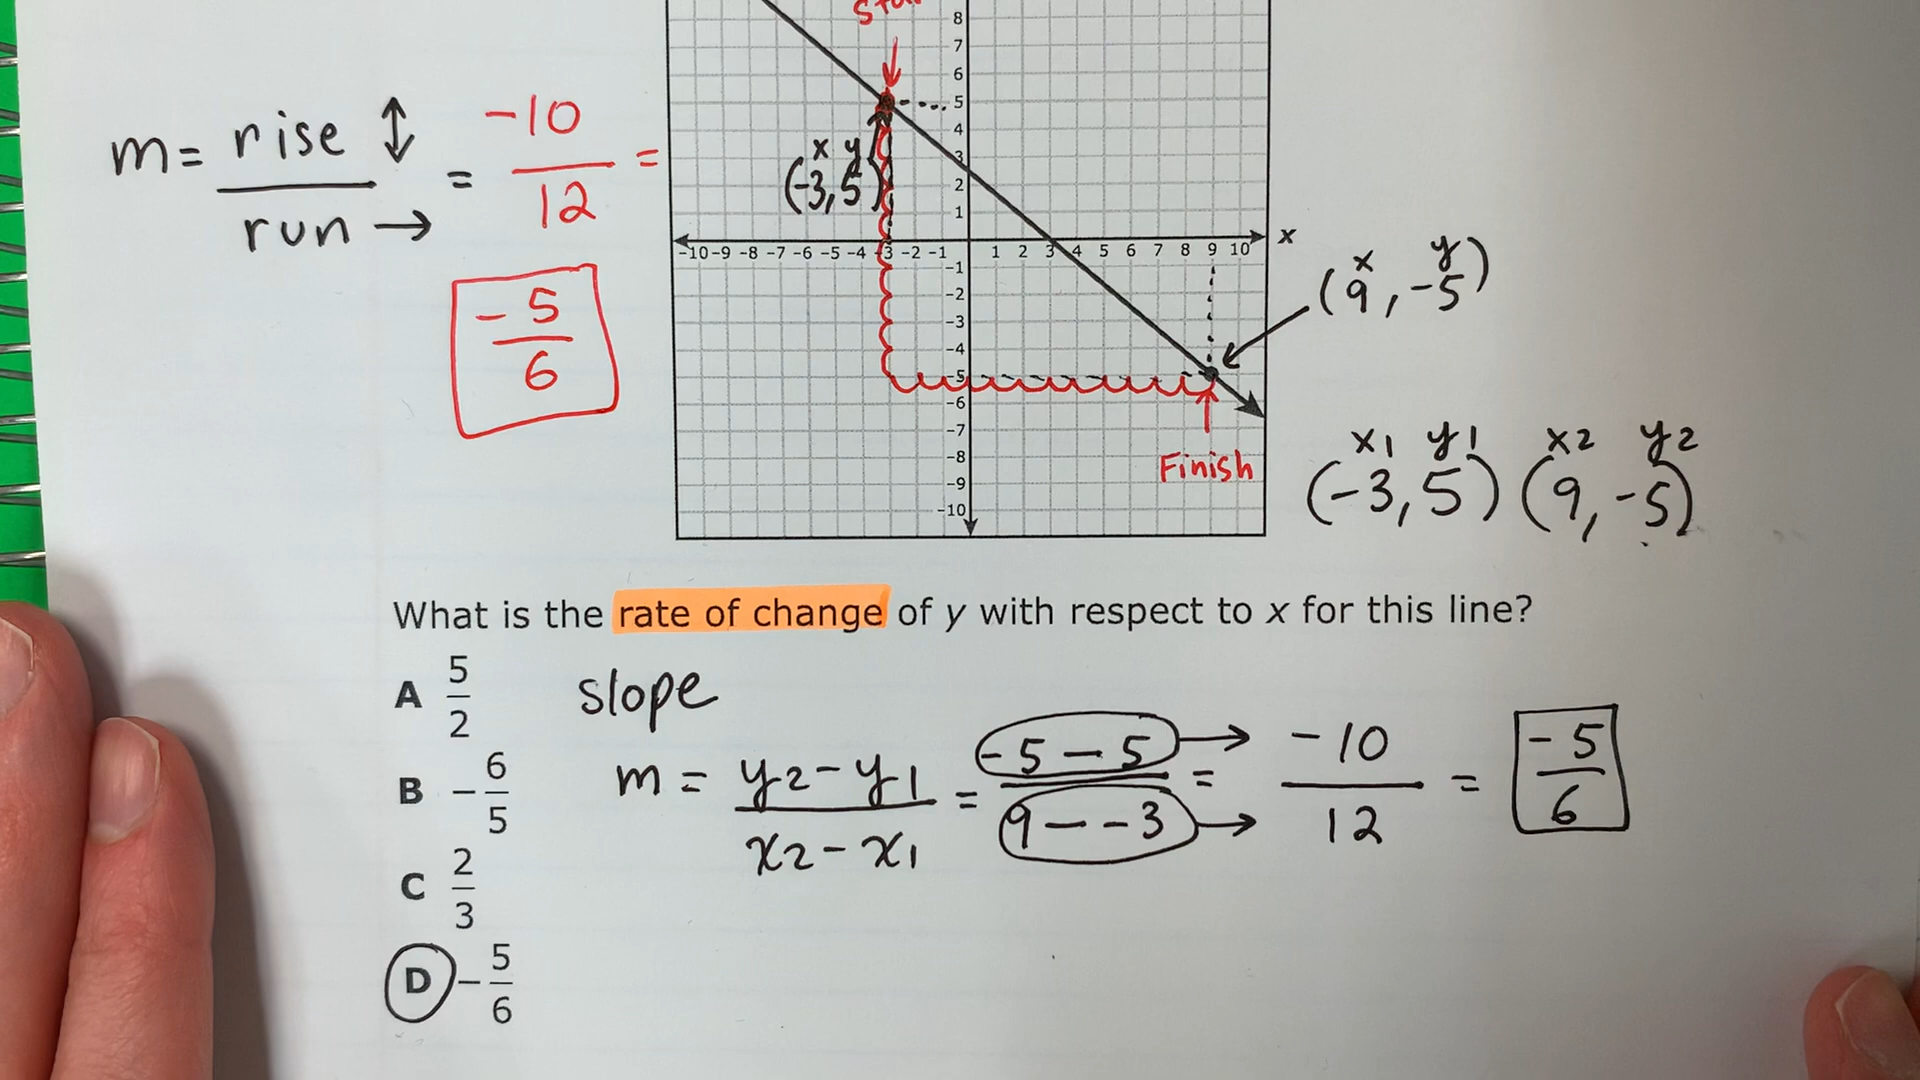 Start
8
7
6
5
4
3
2
1
m = rise ↕ / run → = -10 / 12 =
- 5 / 6
x y
(-3, 5)
-10 -9 -8 -7 -6 -5 -4 -3 -2 -1 1 2 3 4 5 6 7 8 9 10 x
-1
-2
-3
-4
-5
-6
-7
-8
-9
-10
x y
(9, -5)
Finish
x1 y1 x2 y2
(-3, 5) (9, -5)
What is the rate of change of y with respect to x for this line?
A 5/2
slope
B -6/5
m = y2 - y1 / x2 - x1 = -5 - 5 / 9 - -3 = → -10 / → 12 = -5 / 6
C 2/3
D -5/6